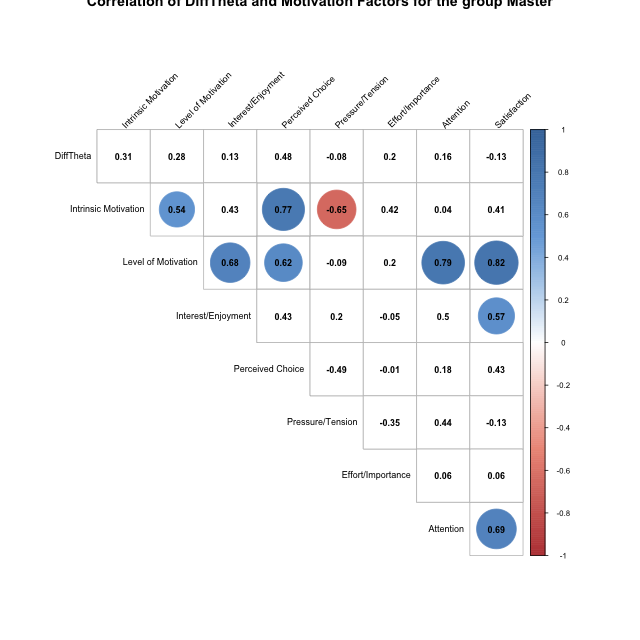 Correlation of DiffTheta and Motivation Factors for the group Master
Intrinsic Motivation
Level of Motivation
Interest/Enjoyment
Perceived Choice
Pressure/Tension
Effort/Importance
Attention
Satisfaction
DiffTheta 0.31 0.28 0.13 0.48 -0.08 0.2 0.16 -0.13
Intrinsic Motivation 0.54 0.43 0.77 -0.65 0.42 0.04 0.41
Level of Motivation 0.68 0.62 -0.09 0.2 0.79 0.82
Interest/Enjoyment 0.43 0.2 -0.05 0.5 0.57
Perceived Choice -0.49 -0.01 0.18 0.43
Pressure/Tension -0.35 0.44 -0.13
Effort/Importance 0.06 0.06
Attention 0.69
1
0.8
0.6
0.4
0.2
0
-0.2
-0.4
-0.6
-0.8
-1